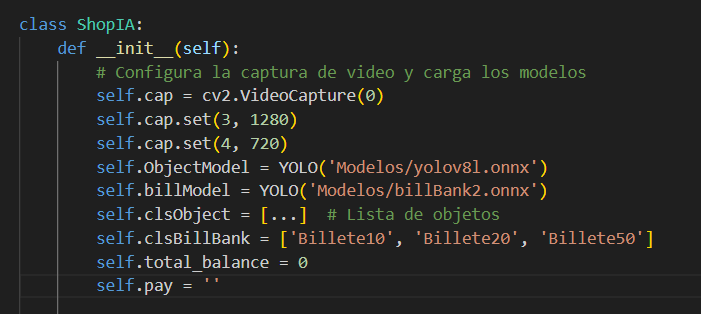 class ShopIA:
    def __init__(self):
        # Configura la captura de video y carga los modelos
        self.cap = cv2.VideoCapture(0)
        self.cap.set(3, 1280)
        self.cap.set(4, 720)
        self.ObjectModel = YOLO('Modelos/yolov8l.onnx')
        self.billModel = YOLO('Modelos/billBank2.onnx')
        self.clsObject = [...]  # Lista de objetos
        self.clsBillBank = ['Billete10', 'Billete20', 'Billete50']
        self.total_balance = 0
        self.pay = ''